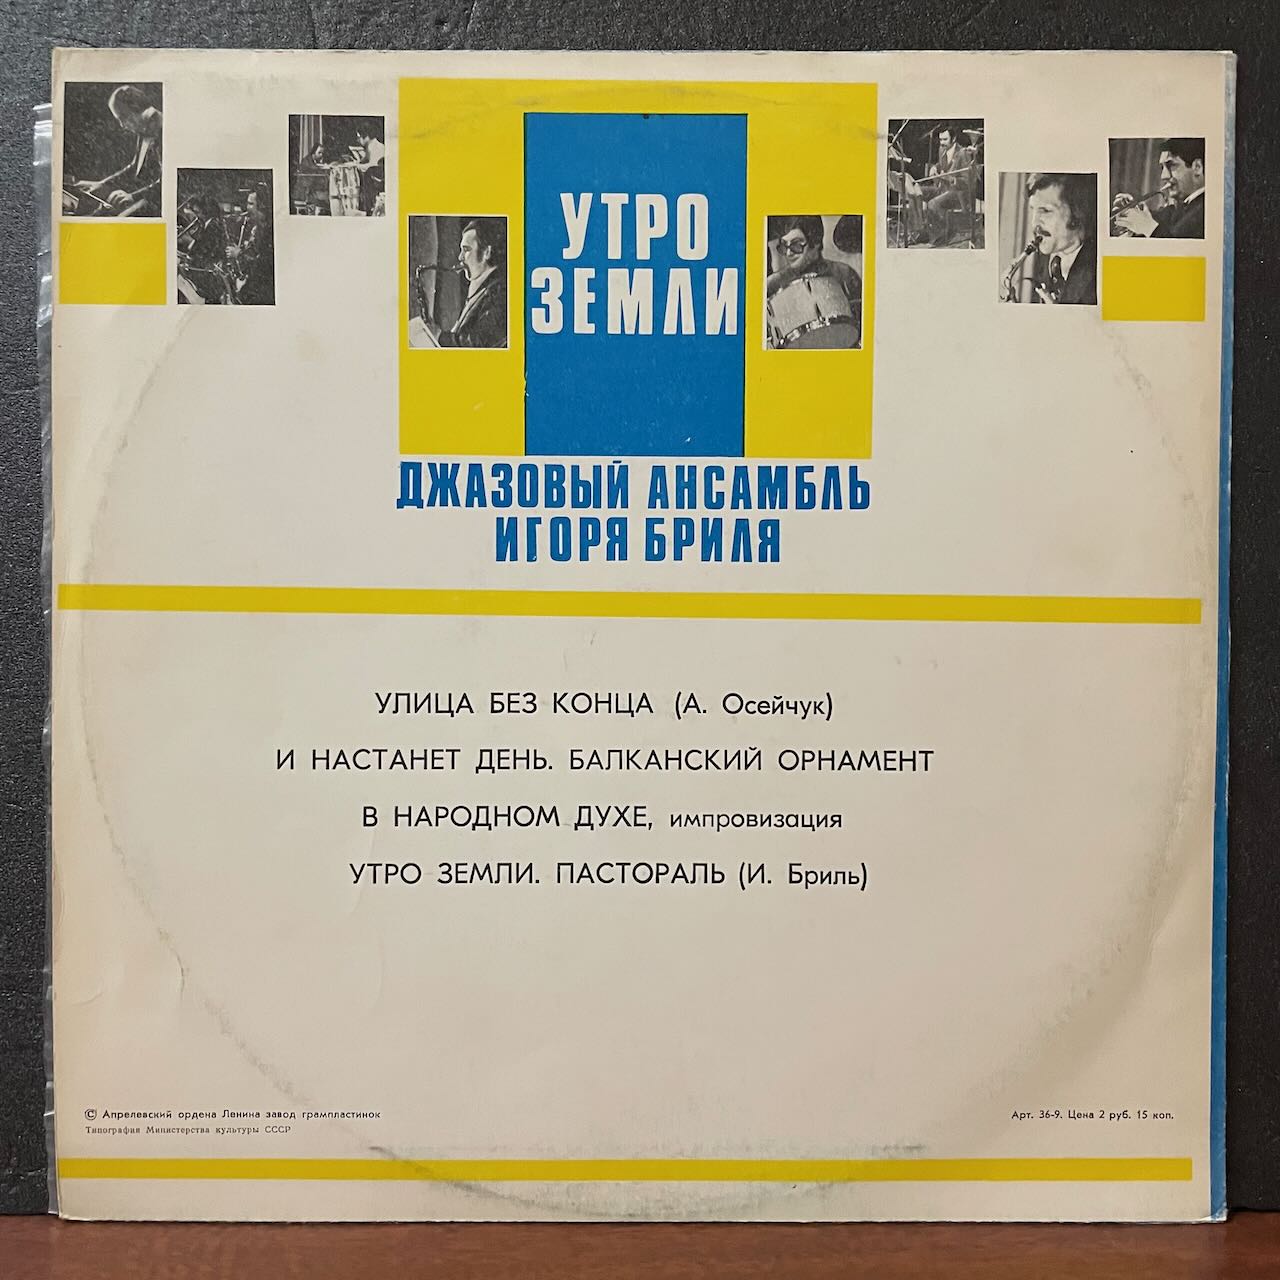 УТРО
ЗЕМЛИ
ДЖАЗОВЫЙ АНСАМБЛЬ
ИГОРЯ БРИЛЯ
УЛИЦА БЕЗ КОНЦА (А. Осейчук)
И НАСТАНЕТ ДЕНЬ. БАЛКАНСКИЙ ОРНАМЕНТ
В НАРОДНОМ ДУХЕ, импровизация
УТРО ЗЕМЛИ. ПАСТОРАЛЬ (И. Бриль)
© Апрелевский ордена Ленина завод грампластинок
Типография Министерства культуры СССР
Арт. 36-9. Цена 2 руб. 15 коп.